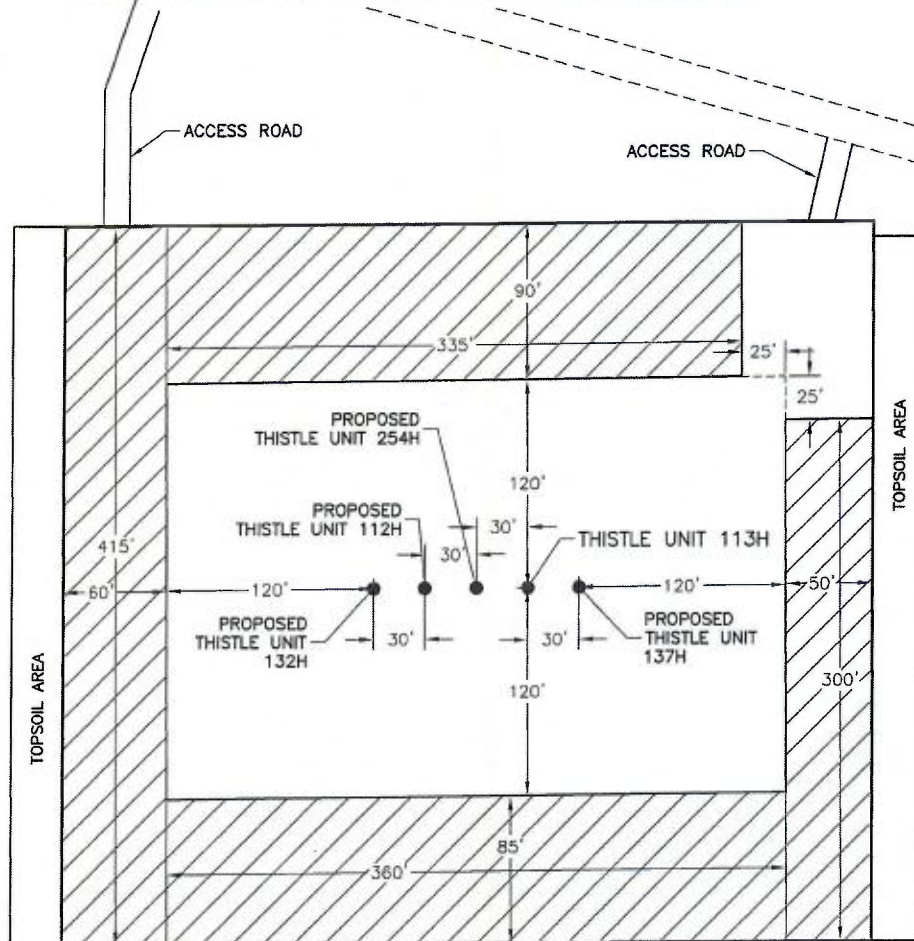 ACCESS ROAD
ACCESS ROAD
90'
335'
25'
25'
PROPOSED
THISTLE UNIT 254H
120'
PROPOSED
THISTLE UNIT 112H
30'
30'
THISTLE UNIT 113H
415'
60'
120'
120'
50'
PROPOSED
THISTLE UNIT
132H
30'
30'
PROPOSED
THISTLE UNIT
137H
120'
300'
TOPSOIL AREA
TOPSOIL AREA
85'
360'